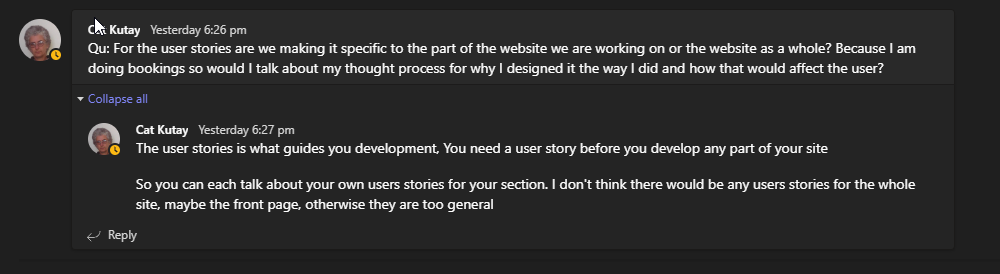 Cat Kutay Yesterday 6:26 pm
Qu: For the user stories are we making it specific to the part of the website we are working on or the website as a whole? Because I am
doing bookings so would I talk about my thought process for why I designed it the way I did and how that would affect the user?
Collapse all
Cat Kutay Yesterday 6:27 pm
The user stories is what guides you development, You need a user story before you develop any part of your site
So you can each talk about your own users stories for your section. I don't think there would be any users stories for the whole
site, maybe the front page, otherwise they are too general
Reply